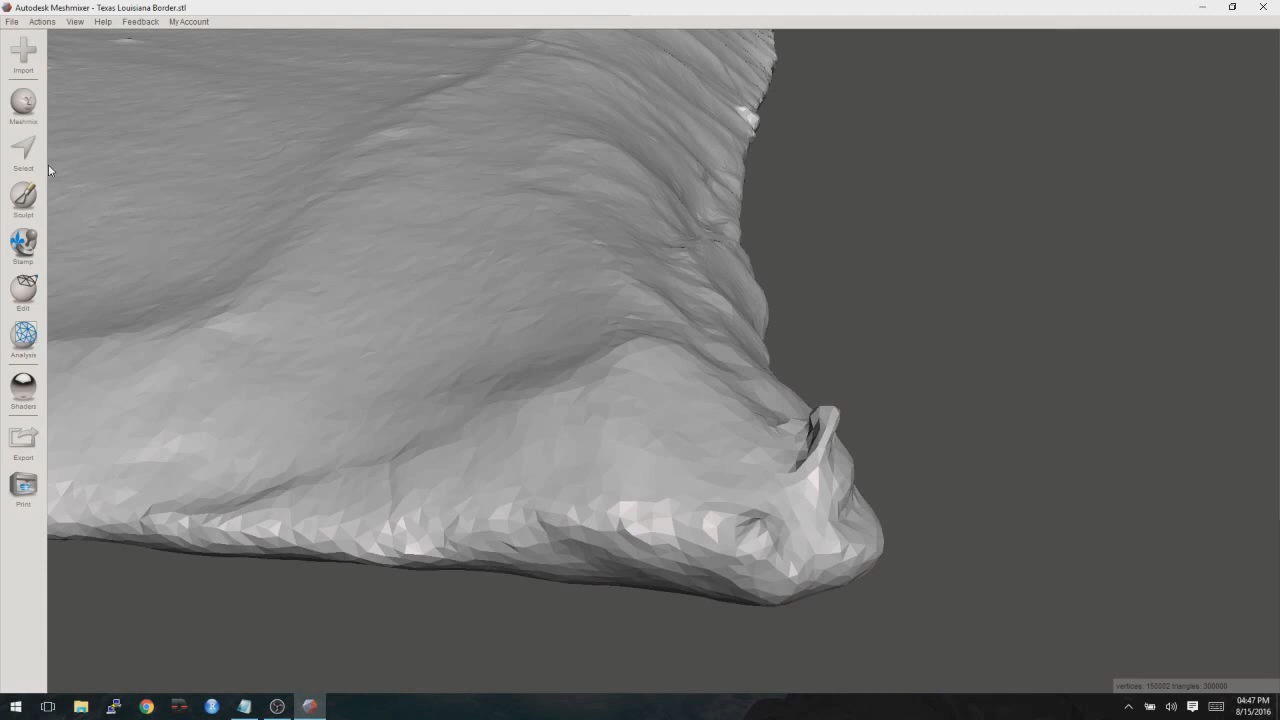 Autodesk Meshmixer - Texas Louisiana Border.stl
File Actions View Help Feedback My Account
Import
Meshmix
Select
Sculpt
Stamp
Edit
Analysis
Shaders
Export
Print
vertices: 150002 triangles: 300000
04:47 PM
8/15/2016